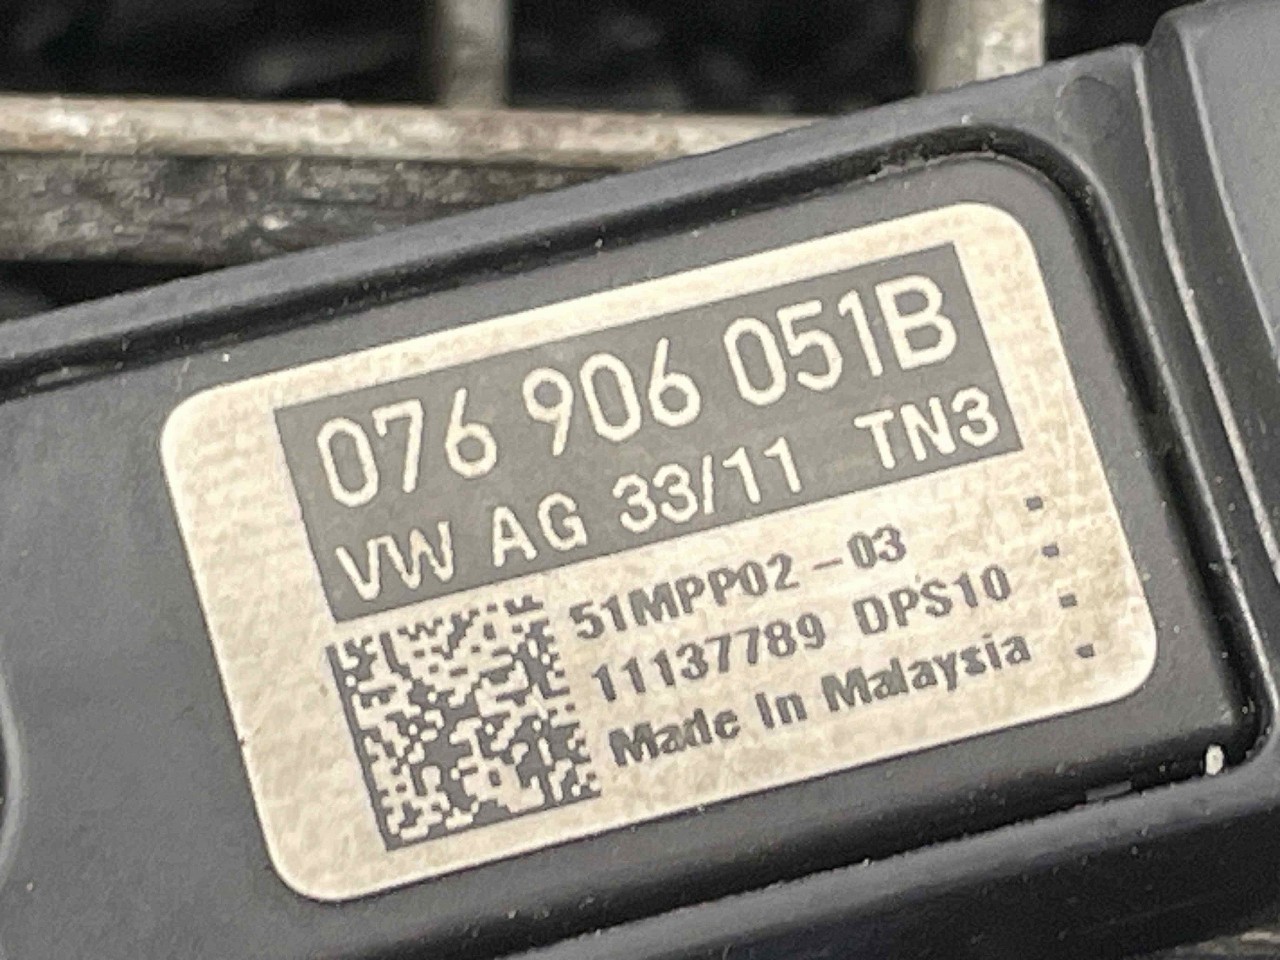 076 906 051B
VW AG 33/11 TN3
51MPP02-03
11137789 DPS10
Made In Malaysia